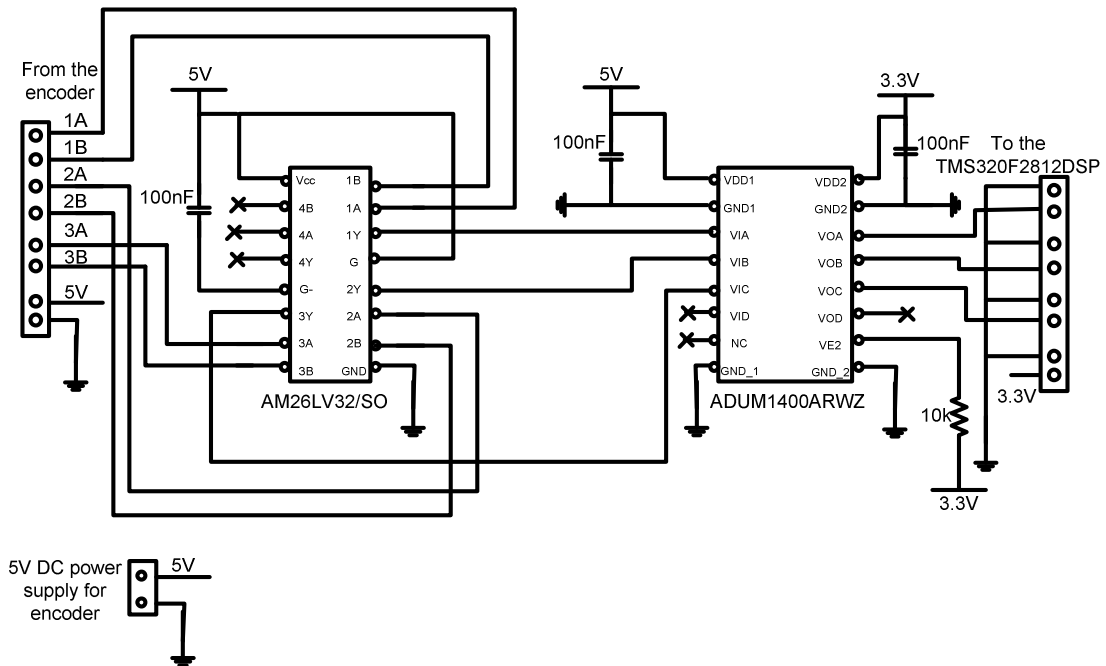 From the
encoder
1A
1B
2A
2B
3A
3B
5V
5V
100nF
Vcc
4B
4A
4Y
G-
3Y
3A
3B
1B
1A
1Y
G
2Y
2A
2B
GND
AM26LV32/SO
5V
100nF
VDD1
GND1
VIA
VIB
VIC
VID
NC
GND_1
VDD2
GND2
VOA
VOB
VOC
VOD
VE2
GND_2
ADUM1400ARWZ
3.3V
100nF
To the
TMS320F2812DSP
3.3V
10k
3.3V
5V DC power
supply for
encoder
5V